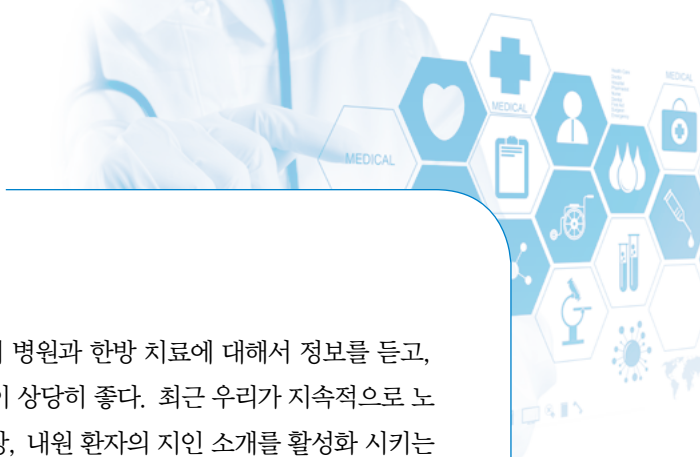 MEDICAL
MEDICAL
MEDICAL
병원과 한방 치료에 대해서 정보를 듣고,
상당히 좋다. 최근 우리가 지속적으로 노
내원 환자의 지인 소개를 활성화 시키는